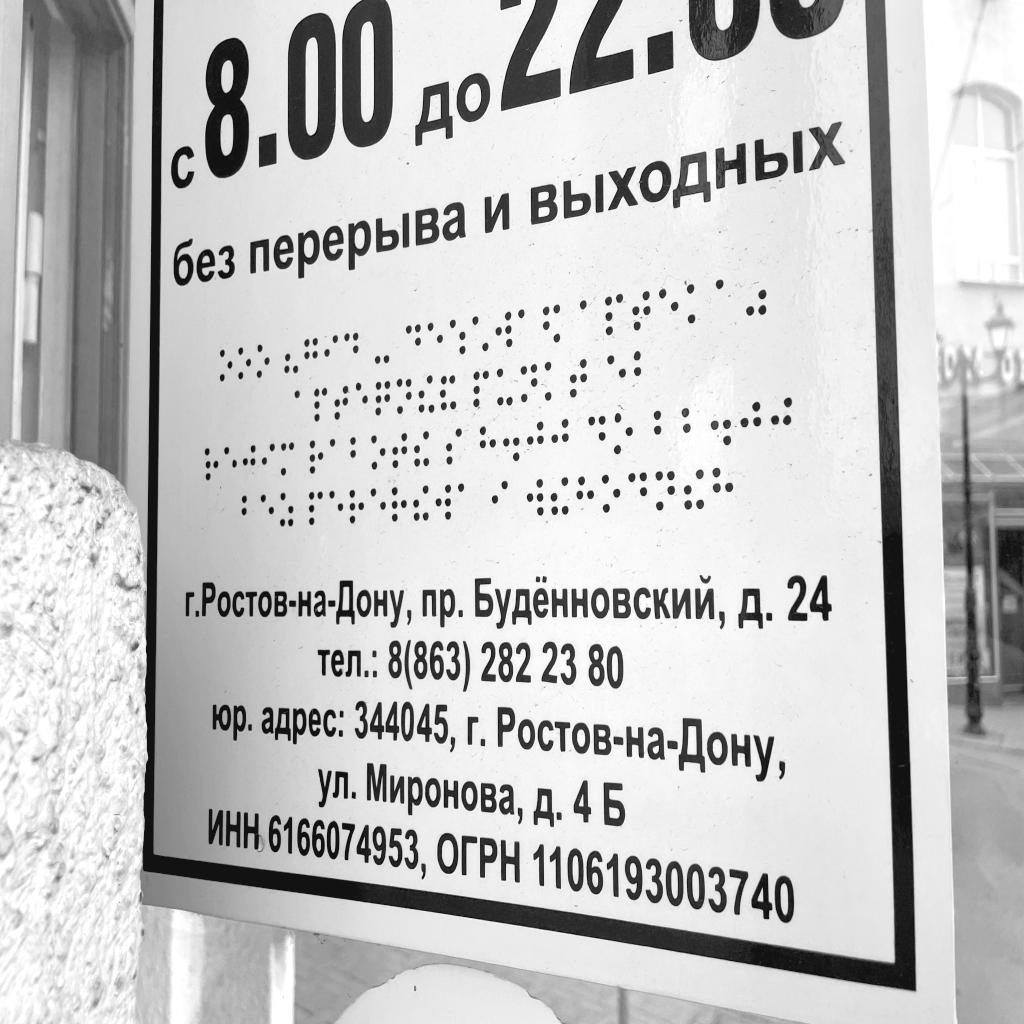 с 8.00 до 22.00
без перерыва и выходных
г.Ростов-на-Дону, пр. Будённовский, д. 24
тел.: 8(863) 282 23 80
юр. адрес: 344045, г. Ростов-на-Дону,
ул. Миронова, д. 4 Б
ИНН 6166074953, ОГРН 1106193003740